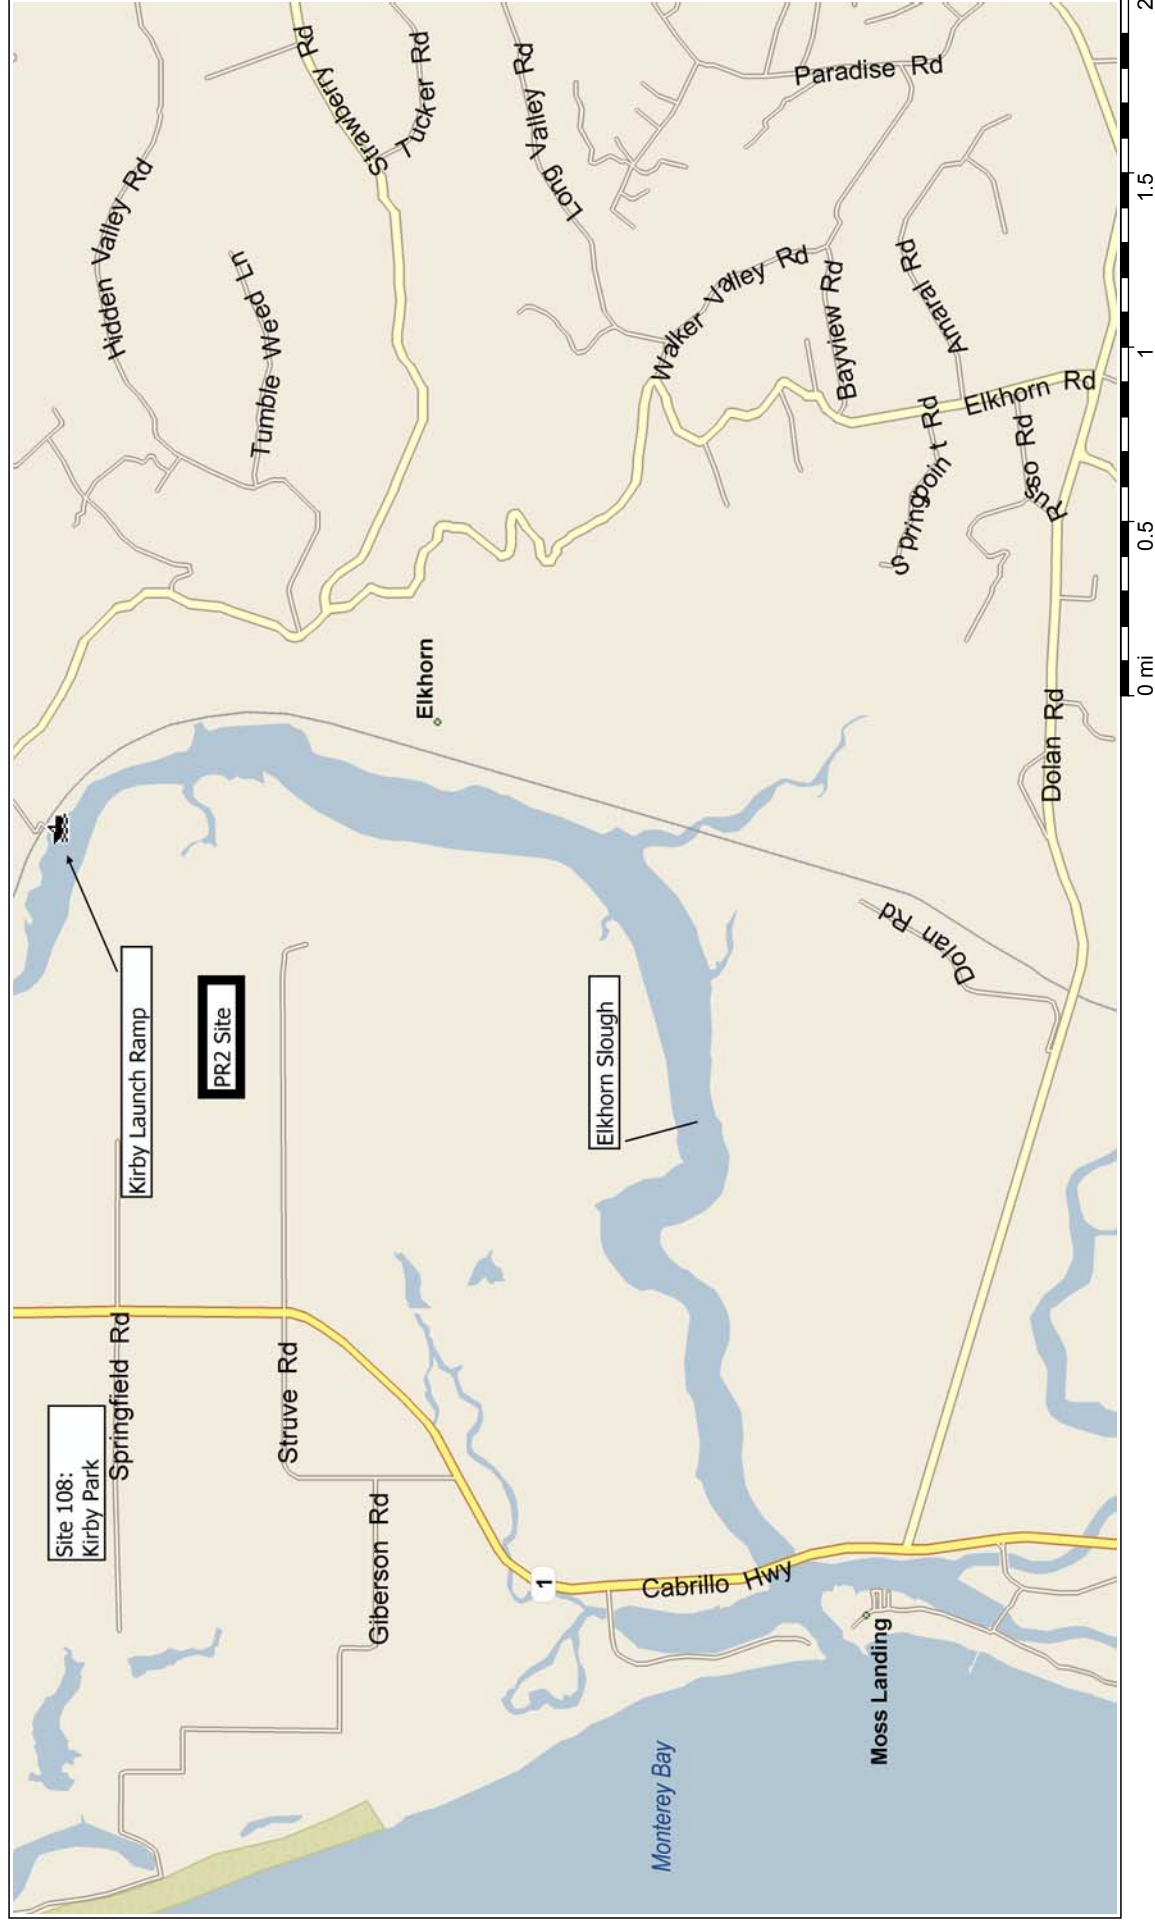 Site 108:
Kirby Park
Springfield Rd
Kirby Launch Ramp
Hidden Valley Rd
PR2 Site
Tumble Weed Ln
Struve Rd
Strawberry Rd
Giberson Rd
Elkhorn
Tucker Rd
1
Long Valley Rd
Elkhorn Slough
Monterey Bay
Cabrillo Hwy
Walker Valley Rd
Paradise Rd
Bayview Rd
Moss Landing
Dolan Rd
Springpoin t Rd
Amaral Rd
Elkhorn Rd
Russo Rd
Dolan Rd
0 mi 0.5 1 1.5 2